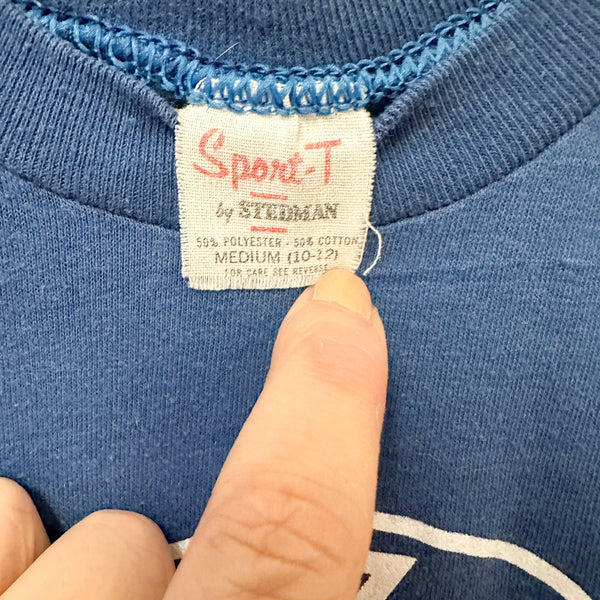 Sport-T
by STEDMAN
50% POLYESTER - 50% COTTON
MEDIUM (10-12)
FOR CARE SEE REVERSE